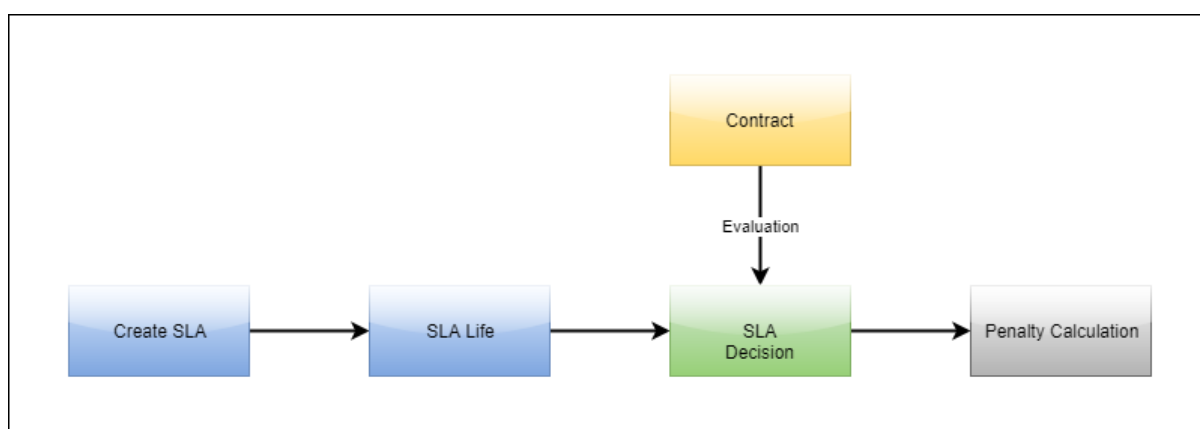 Contract
Evaluation
Create SLA
SLA Life
SLA
Decision
Penalty Calculation